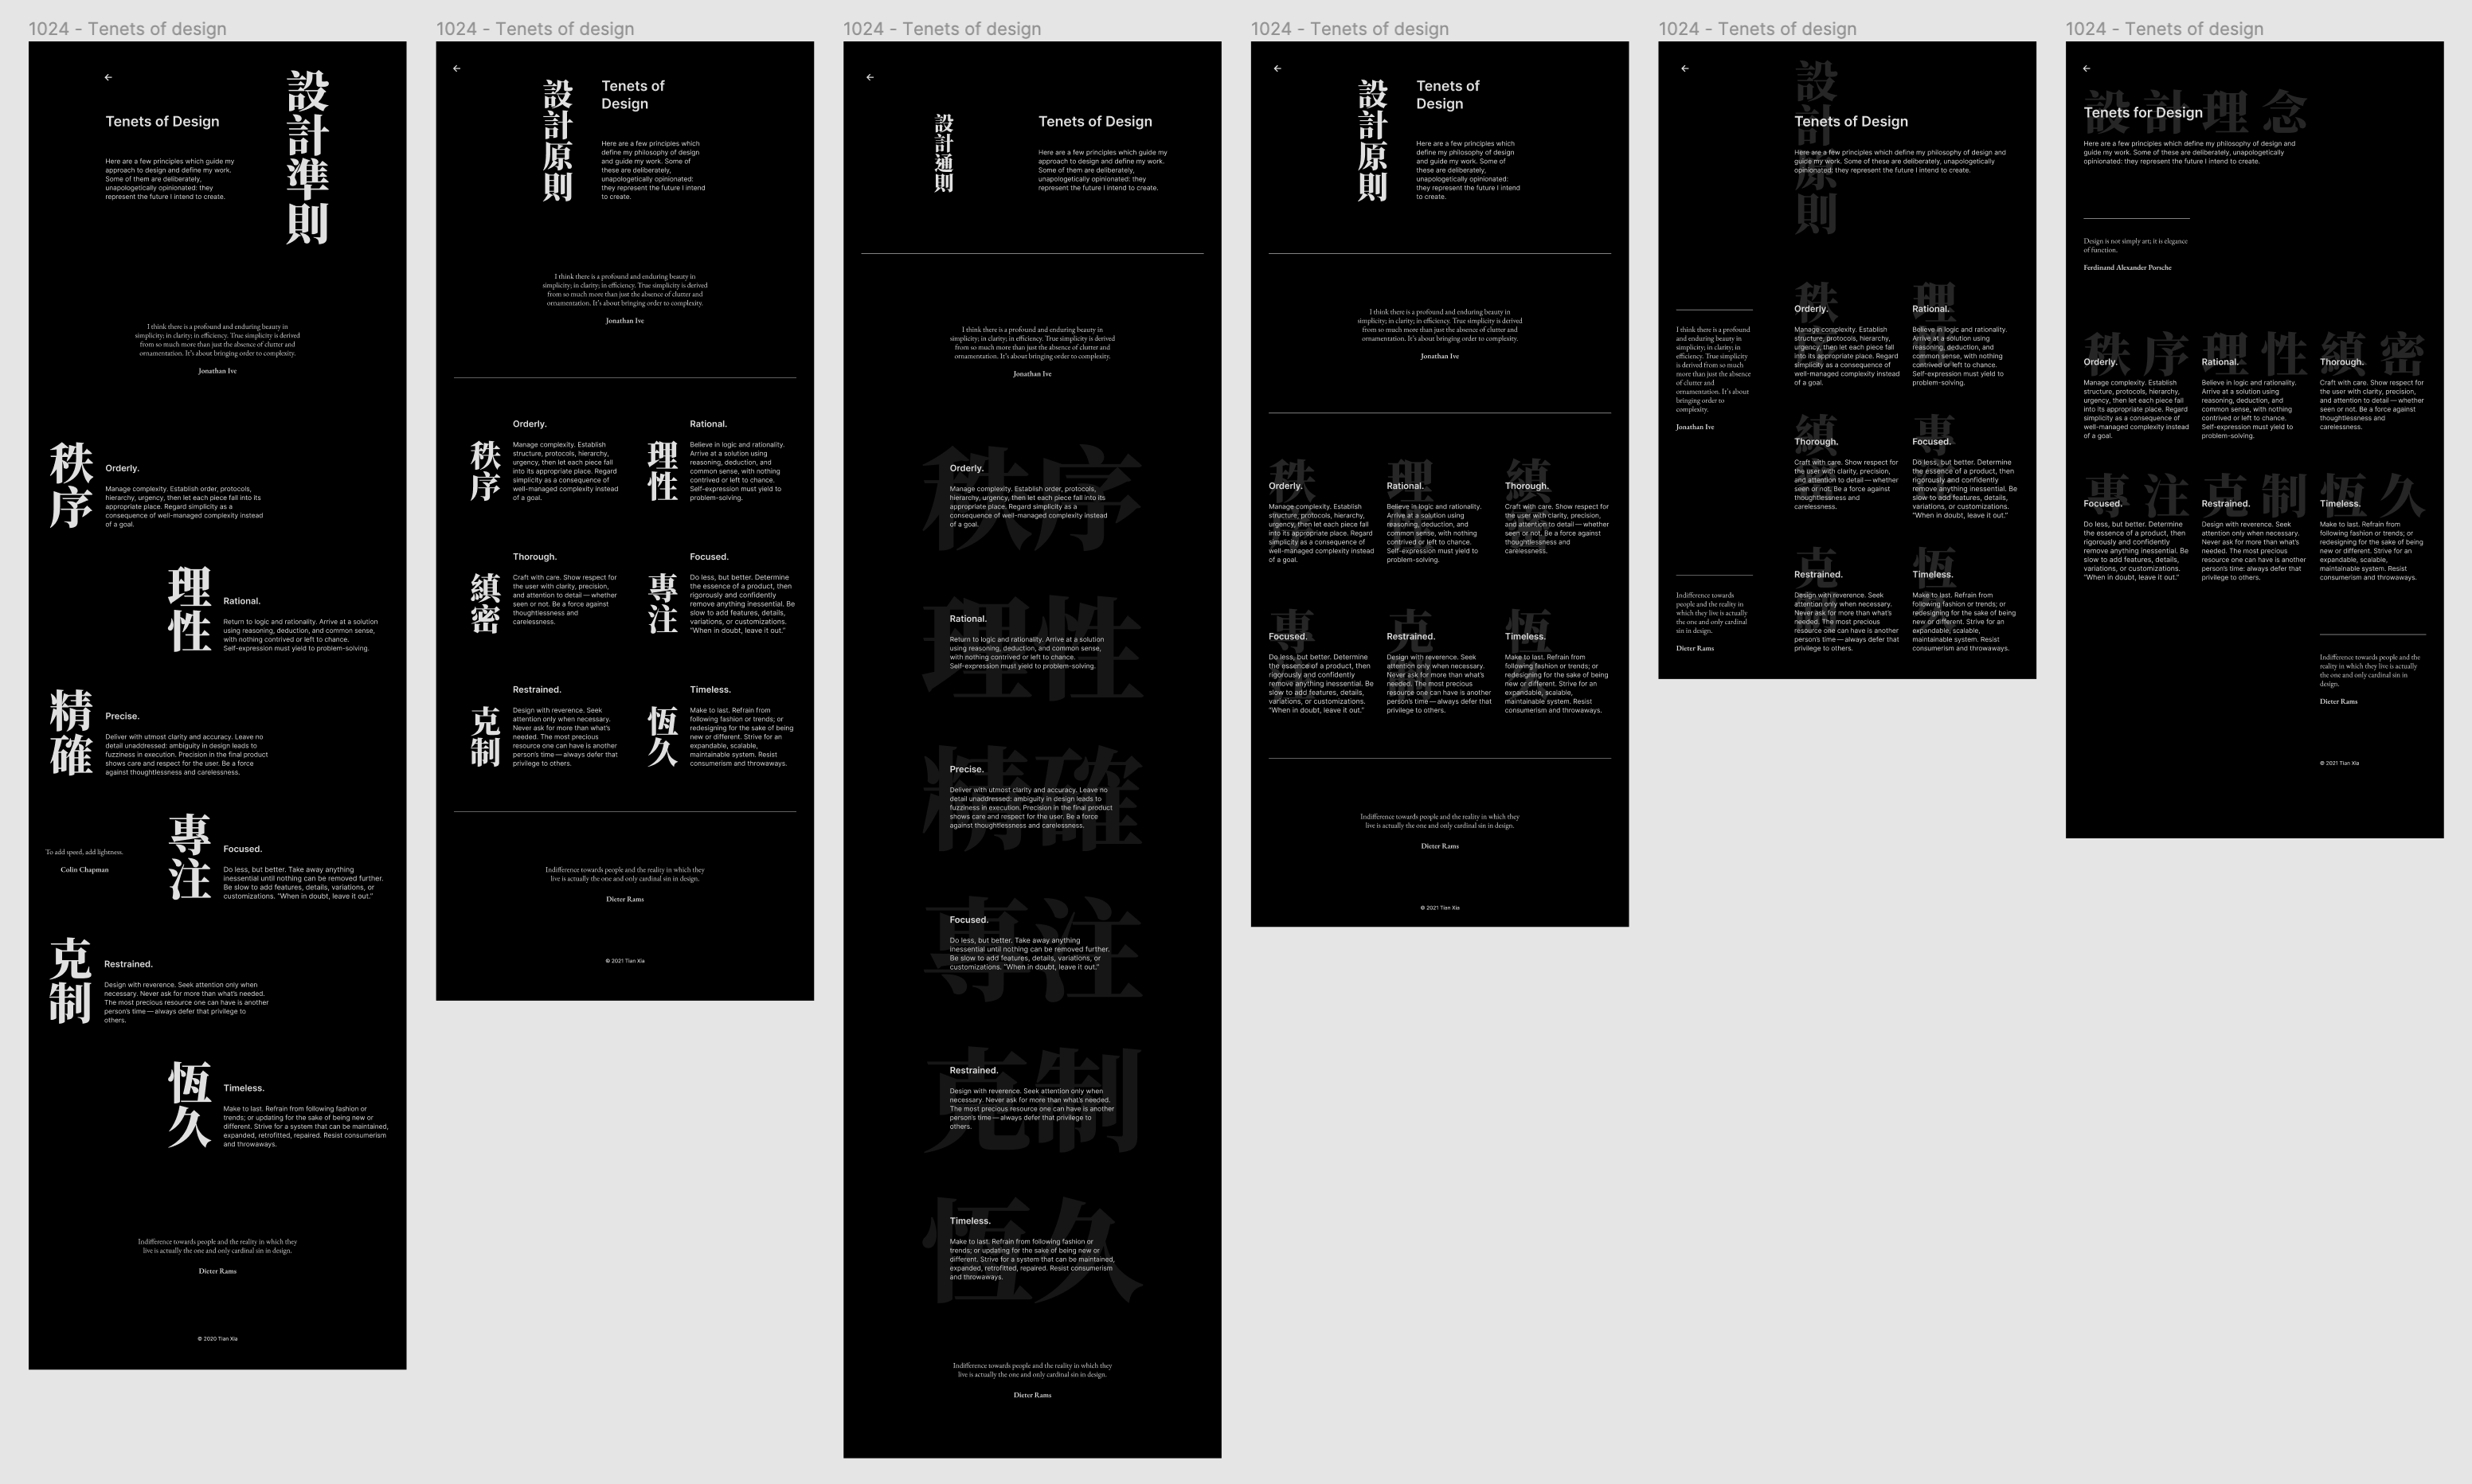 1024 - Tenets of design
←
設
計
準
則
Tenets of Design
Here are a few principles which guide my
approach to design and define my work.
Some of them are deliberately,
unapologetically opinionated: they
represent the future I intend to create.
I think there is a profound and enduring beauty in
simplicity; in clarity; in efficiency. True simplicity is derived
from so much more than just the absence of clutter and
ornamentation. It's about bringing order to complexity.
Jonathan Ive
秩
序
Orderly.
Manage complexity. Establish order, protocols,
hierarchy, urgency, then let each piece fall into its
appropriate place. Regard simplicity as a
consequence of well-managed complexity instead
of a goal.
理
性
Rational.
Return to logic and rationality. Arrive at a solution
using reasoning, deduction, and common sense,
with nothing contrived or left to chance.
Self-expression must yield to problem-solving.
精
確
Precise.
Deliver with utmost clarity and accuracy. Leave no
detail unaddressed: ambiguity in design leads to
fuzziness in execution. Precision in the final product
shows care and respect for the user. Be a force
against thoughtlessness and carelessness.
To add speed, add lightness.
Colin Chapman
專
注
Focused.
Do less, but better. Take away anything
inessential until nothing can be removed further.
Be slow to add features, details, variations, or
customizations. "When in doubt, leave it out."
克
制
Restrained.
Design with reverence. Seek attention only when
necessary. Never ask for more than what's needed.
The most precious resource one can have is another
person's time — always defer that privilege to
others.
恆
久
Timeless.
Make to last. Refrain from following fashion or
trends; or updating for the sake of being new or
different. Strive for a system that can be maintained,
expanded, retrofitted, repaired. Resist consumerism
and throwaways.
Indifference towards people and the reality in which they
live is actually the one and only cardinal sin in design.
Dieter Rams
© 2020 Tian Xia
1024 - Tenets of design
←
設
計
原
則
Tenets of
Design
Here are a few principles which
define my philosophy of design
and guide my work. Some of
these are deliberately,
unapologetically opinionated:
they represent the future I intend
to create.
I think there is a profound and enduring beauty in
simplicity; in clarity; in efficiency. True simplicity is derived
from so much more than just the absence of clutter and
ornamentation. It's about bringing order to complexity.
Jonathan Ive
秩
序
Orderly.
Manage complexity. Establish
structure, protocols, hierarchy,
urgency, then let each piece fall
into its appropriate place. Regard
simplicity as a consequence of
well-managed complexity instead
of a goal.
理
性
Rational.
Believe in logic and rationality.
Arrive at a solution using
reasoning, deduction, and
common sense, with nothing
contrived or left to chance.
Self-expression must yield to
problem-solving.
縝
密
Thorough.
Craft with care. Show respect for
the user with clarity, precision,
and attention to detail — whether
seen or not. Be a force against
thoughtlessness and
carelessness.
專
注
Focused.
Do less, but better. Determine
the essence of a product, then
rigorously and confidently
remove anything inessential. Be
slow to add features, details,
variations, or customizations.
"When in doubt, leave it out."
克
制
Restrained.
Design with reverence. Seek
attention only when necessary.
Never ask for more than what's
needed. The most precious
resource one can have is another
person's time — always defer that
privilege to others.
恆
久
Timeless.
Make to last. Refrain from
following fashion or trends; or
redesigning for the sake of being
new or different. Strive for an
expandable, scalable,
maintainable system. Resist
consumerism and throwaways.
Indifference towards people and the reality in which they
live is actually the one and only cardinal sin in design.
Dieter Rams
© 2021 Tian Xia
1024 - Tenets of design
←
設
計
通
則
Tenets of Design
Here are a few principles which guide my
approach to design and define my work.
Some of them are deliberately,
unapologetically opinionated: they
represent the future I intend to create.
I think there is a profound and enduring beauty in
simplicity; in clarity; in efficiency. True simplicity is derived
from so much more than just the absence of clutter and
ornamentation. It's about bringing order to complexity.
Jonathan Ive
秩序
Orderly.
Manage complexity. Establish order, protocols,
hierarchy, urgency, then let each piece fall into its
appropriate place. Regard simplicity as a
consequence of well-managed complexity instead
of a goal.
理性
Rational.
Return to logic and rationality. Arrive at a solution
using reasoning, deduction, and common sense,
with nothing contrived or left to chance.
Self-expression must yield to problem-solving.
精確
Precise.
Deliver with utmost clarity and accuracy. Leave no
detail unaddressed: ambiguity in design leads to
fuzziness in execution. Precision in the final product
shows care and respect for the user. Be a force
against thoughtlessness and carelessness.
專注
Focused.
Do less, but better. Take away anything
inessential until nothing can be removed further.
Be slow to add features, details, variations, or
customizations. "When in doubt, leave it out."
克制
Restrained.
Design with reverence. Seek attention only when
necessary. Never ask for more than what's needed.
The most precious resource one can have is another
person's time — always defer that privilege to
others.
恆久
Timeless.
Make to last. Refrain from following fashion or
trends; or updating for the sake of being new or
different. Strive for a system that can be maintained,
expanded, retrofitted, repaired. Resist consumerism
and throwaways.
Indifference towards people and the reality in which they
live is actually the one and only cardinal sin in design.
Dieter Rams
1024 - Tenets of design
←
設
計
原
則
Tenets of
Design
Here are a few principles which
define my philosophy of design
and guide my work. Some of
these are deliberately,
unapologetically opinionated:
they represent the future I intend
to create.
I think there is a profound and enduring beauty in
simplicity; in clarity; in efficiency. True simplicity is derived
from so much more than just the absence of clutter and
ornamentation. It's about bringing order to complexity.
Jonathan Ive
秩
序
Orderly.
Manage complexity. Establish
structure, protocols, hierarchy,
urgency, then let each piece fall
into its appropriate place. Regard
simplicity as a consequence of
well-managed complexity instead
of a goal.
理
性
Rational.
Believe in logic and rationality.
Arrive at a solution using
reasoning, deduction, and
common sense, with nothing
contrived or left to chance.
Self-expression must yield to
problem-solving.
縝
密
Thorough.
Craft with care. Show respect for
the user with clarity, precision,
and attention to detail — whether
seen or not. Be a force against
thoughtlessness and
carelessness.
專
注
Focused.
Do less, but better. Determine
the essence of a product, then
rigorously and confidently
remove anything inessential. Be
slow to add features, details,
variations, or customizations.
"When in doubt, leave it out."
克
制
Restrained.
Design with reverence. Seek
attention only when necessary.
Never ask for more than what's
needed. The most precious
resource one can have is another
person's time — always defer that
privilege to others.
恆
久
Timeless.
Make to last. Refrain from
following fashion or trends; or
redesigning for the sake of being
new or different. Strive for an
expandable, scalable,
maintainable system. Resist
consumerism and throwaways.
Indifference towards people and the reality in which they
live is actually the one and only cardinal sin in design.
Dieter Rams
© 2021 Tian Xia
1024 - Tenets of design
←
設
計
原
則
Tenets of Design
Here are a few principles which define my philosophy of design and
guide my work. Some of these are deliberately, unapologetically
opinionated: they represent the future I intend to create.
I think there is a profound
and enduring beauty in
simplicity; in clarity; in
efficiency. True simplicity
is derived from so much
more than just the absence
of clutter and
ornamentation. It's about
bringing order to
complexity.
Jonathan Ive
秩
序
Orderly.
Manage complexity. Establish
structure, protocols, hierarchy,
urgency, then let each piece fall
into its appropriate place. Regard
simplicity as a consequence of
well-managed complexity instead
of a goal.
理
性
Rational.
Believe in logic and rationality.
Arrive at a solution using
reasoning, deduction, and
common sense, with nothing
contrived or left to chance.
Self-expression must yield to
problem-solving.
縝
密
Thorough.
Craft with care. Show respect for
the user with clarity, precision,
and attention to detail — whether
seen or not. Be a force against
thoughtlessness and
carelessness.
專
注
Focused.
Do less, but better. Determine
the essence of a product, then
rigorously and confidently
remove anything inessential. Be
slow to add features, details,
variations, or customizations.
"When in doubt, leave it out."
Indifference towards
people and the reality in
which they live is actually
the one and only cardinal
sin in design.
Dieter Rams
克
制
Restrained.
Design with reverence. Seek
attention only when necessary.
Never ask for more than what's
needed. The most precious
resource one can have is another
person's time — always defer that
privilege to others.
恆
久
Timeless.
Make to last. Refrain from
following fashion or trends; or
redesigning for the sake of being
new or different. Strive for an
expandable, scalable,
maintainable system. Resist
consumerism and throwaways.
1024 - Tenets of design
←
設計理念
Tenets for Design
Here are a few principles which define my philosophy of design and
guide my work. Some of these are deliberately, unapologetically
opinionated: they represent the future I intend to create.
Design is not simply art; it is elegance
of function.
Ferdinand Alexander Porsche
秩序
Orderly.
Manage complexity. Establish
structure, protocols, hierarchy,
urgency, then let each piece fall
into its appropriate place. Regard
simplicity as a consequence of
well-managed complexity instead
of a goal.
理性
Rational.
Believe in logic and rationality.
Arrive at a solution using
reasoning, deduction, and
common sense, with nothing
contrived or left to chance.
Self-expression must yield to
problem-solving.
縝密
Thorough.
Craft with care. Show respect for
the user with clarity, precision,
and attention to detail — whether
seen or not. Be a force against
carelessness.
專注
Focused.
Do less, but better. Determine
the essence of a product, then
rigorously and confidently
remove anything inessential. Be
slow to add features, details,
variations, or customizations.
"When in doubt, leave it out."
克制
Restrained.
Design with reverence. Seek
attention only when necessary.
Never ask for more than what's
needed. The most precious
resource one can have is another
person's time: always defer that
privilege to others.
恆久
Timeless.
Make to last. Refrain from
following fashion or trends; or
redesigning for the sake of being
new or different. Strive for an
expandable, scalable,
maintainable system. Resist
consumerism and throwaways.
Indifference towards people and the
reality in which they live is actually
the one and only cardinal sin in
design.
Dieter Rams
© 2021 Tian Xia